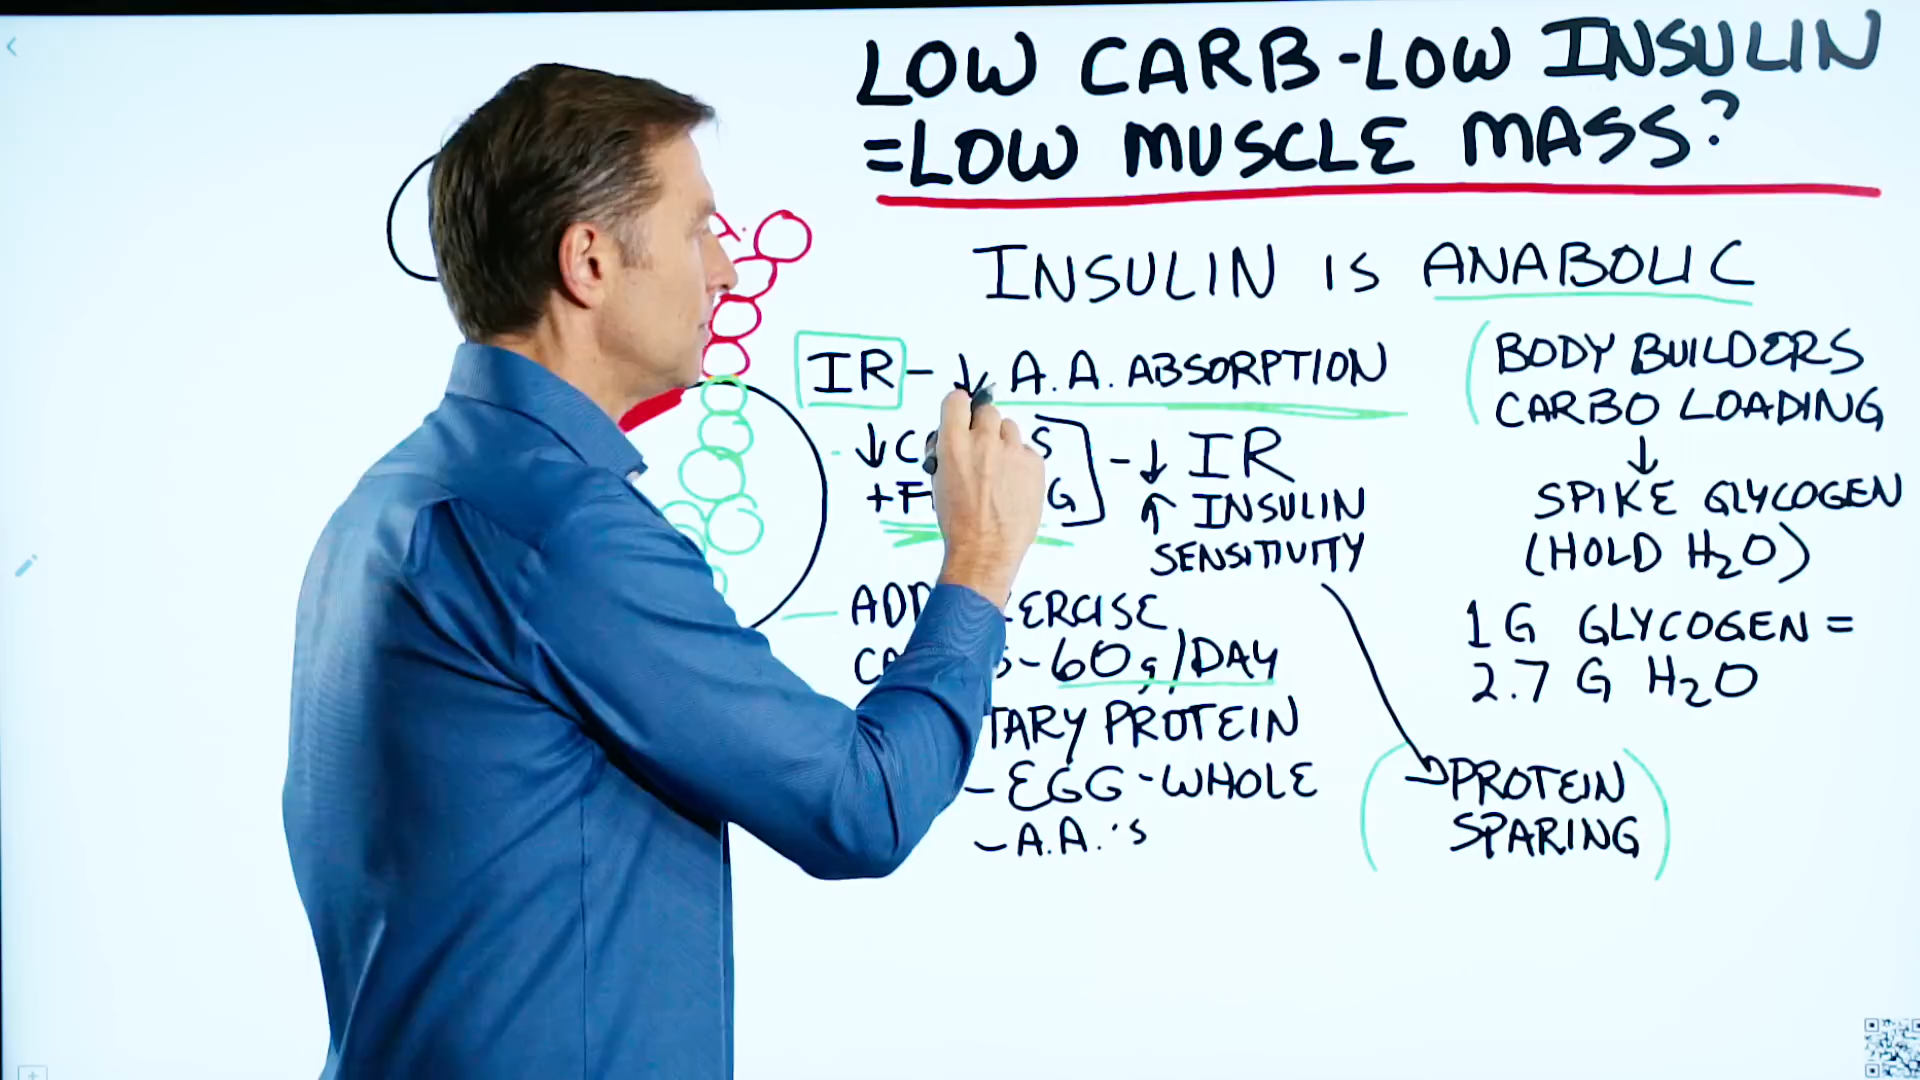 LOW CARB-LOW INSULIN
=LOW MUSCLE MASS?
INSULIN IS ANABOLIC
IR - ↓ A.A. ABSORPTION
- ↓ IR
↑ INSULIN
SENSITIVITY
-60g/DAY
PROTEIN
- EGG-WHOLE
- A.A.'s
BODY BUILDERS
CARBO LOADING
↓
SPIKE GLYCOGEN
(HOLD H2O)
1G GLYCOGEN =
2.7 G H2O
PROTEIN
SPARING